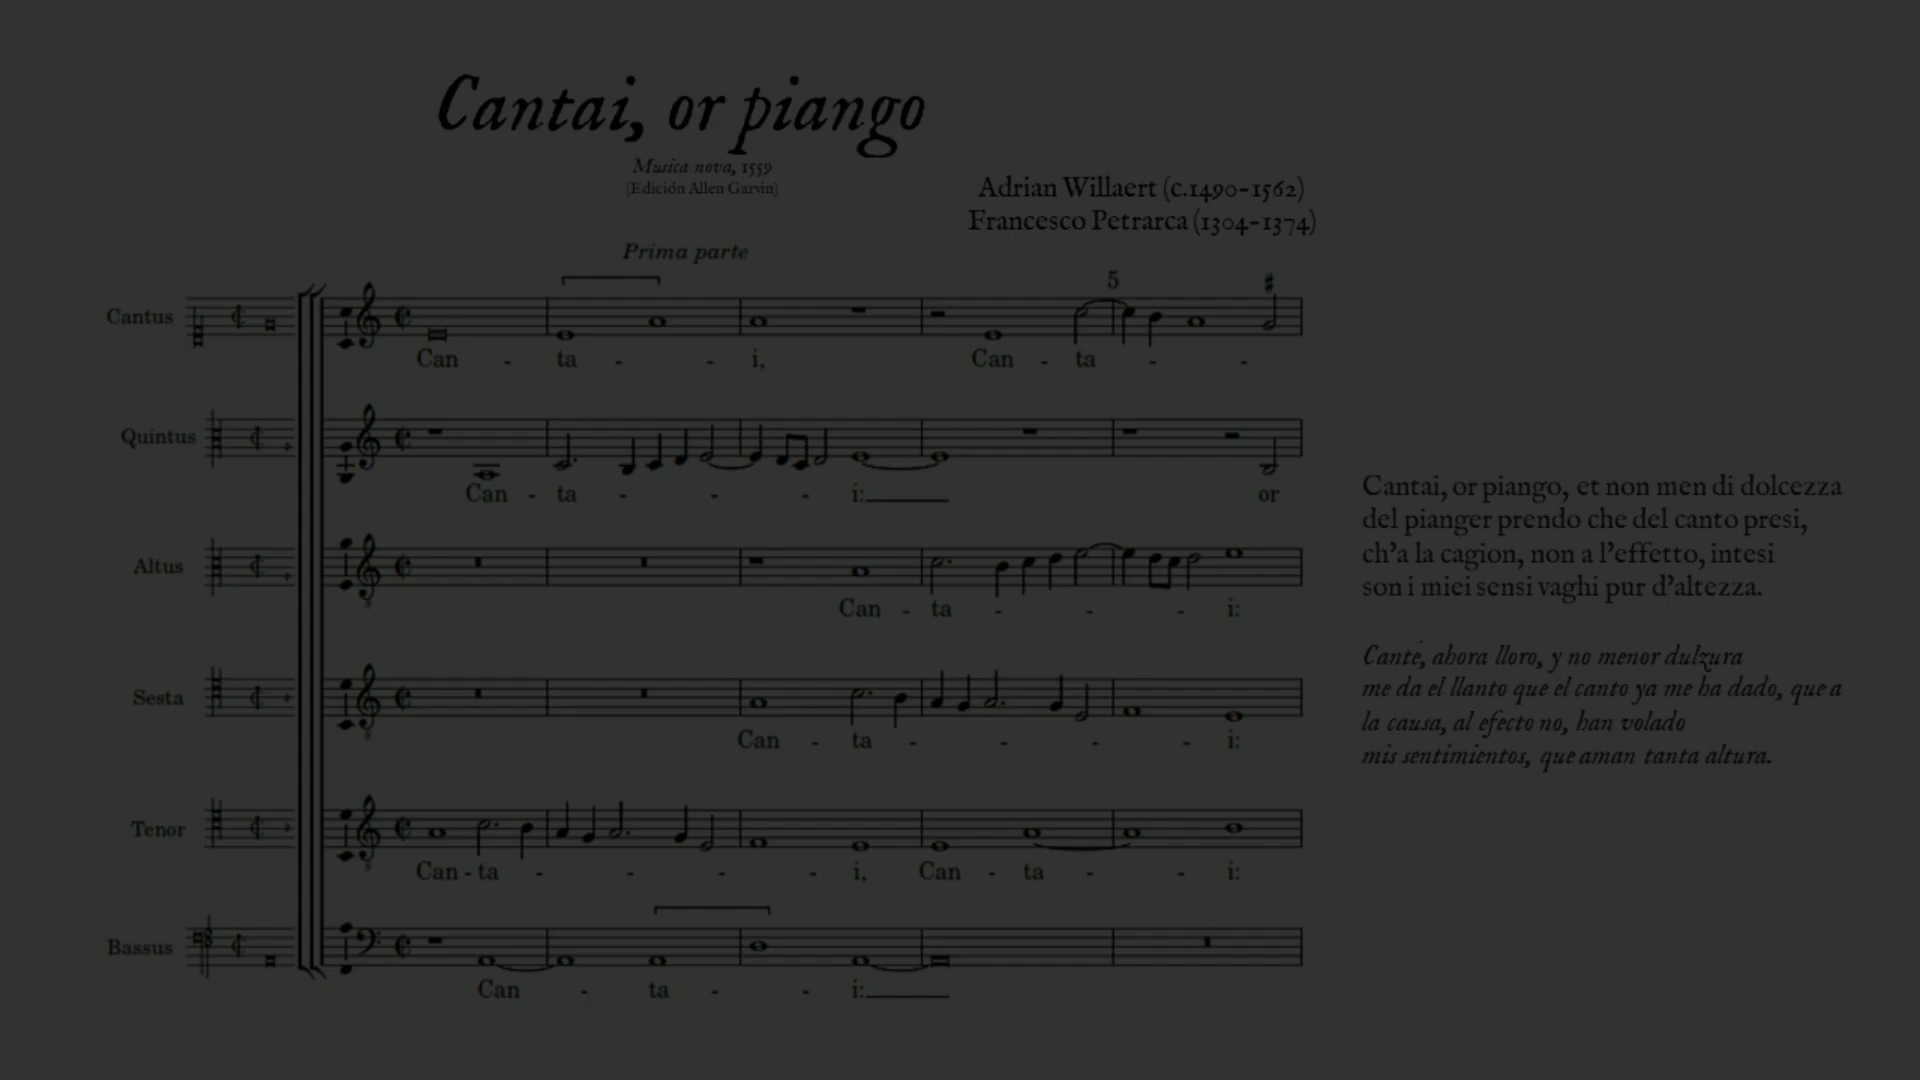 Cantai, or piango
Musica nova, 1559
(Edición Allen Garvin)
Adrian Willaert (c.1490-1562)
Francesco Petrarca (1304-1374)
Prima parte
5
Cantus
Can - ta - - i, Can - ta - -
Quintus
Can - ta - - - i: or
Altus
Can - ta - - - i:
Sesta
Can - ta - - - - i:
Tenor
Can - ta - - - - i, Can - ta - - i:
Bassus
Can - ta - - i:
Cantai, or piango, et non men di dolcezza
del pianger prendo che del canto presi,
ch'a la cagion, non a l'effetto, intesi
son i miei sensi vaghi pur d'altezza.
Canté, ahora lloro, y no menor dulzura
me da el llanto que el canto ya me ha dado, que a
la causa, al efecto no, han volado
mis sentimientos, que aman tanta altura.